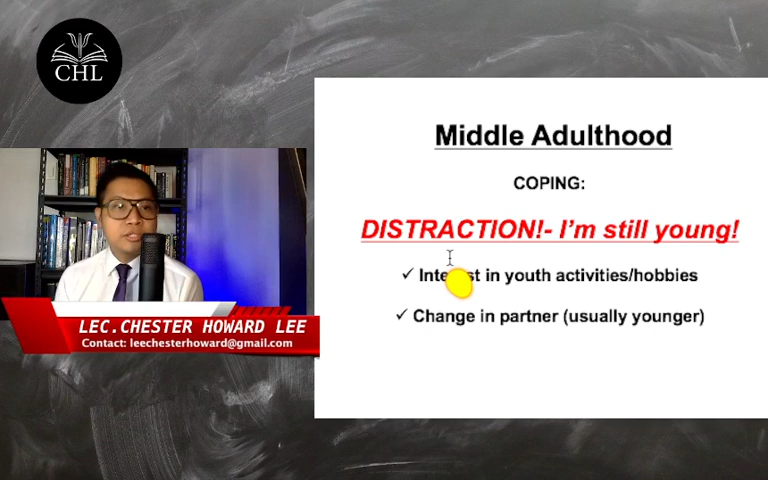 CHL
Middle Adulthood
COPING:
DISTRACTION!- I'm still young!
✓ in youth activities/hobbies
✓ Change in partner (usually younger)
LEC.CHESTER HOWARD LEE
Contact: leechesterhoward@gmail.com